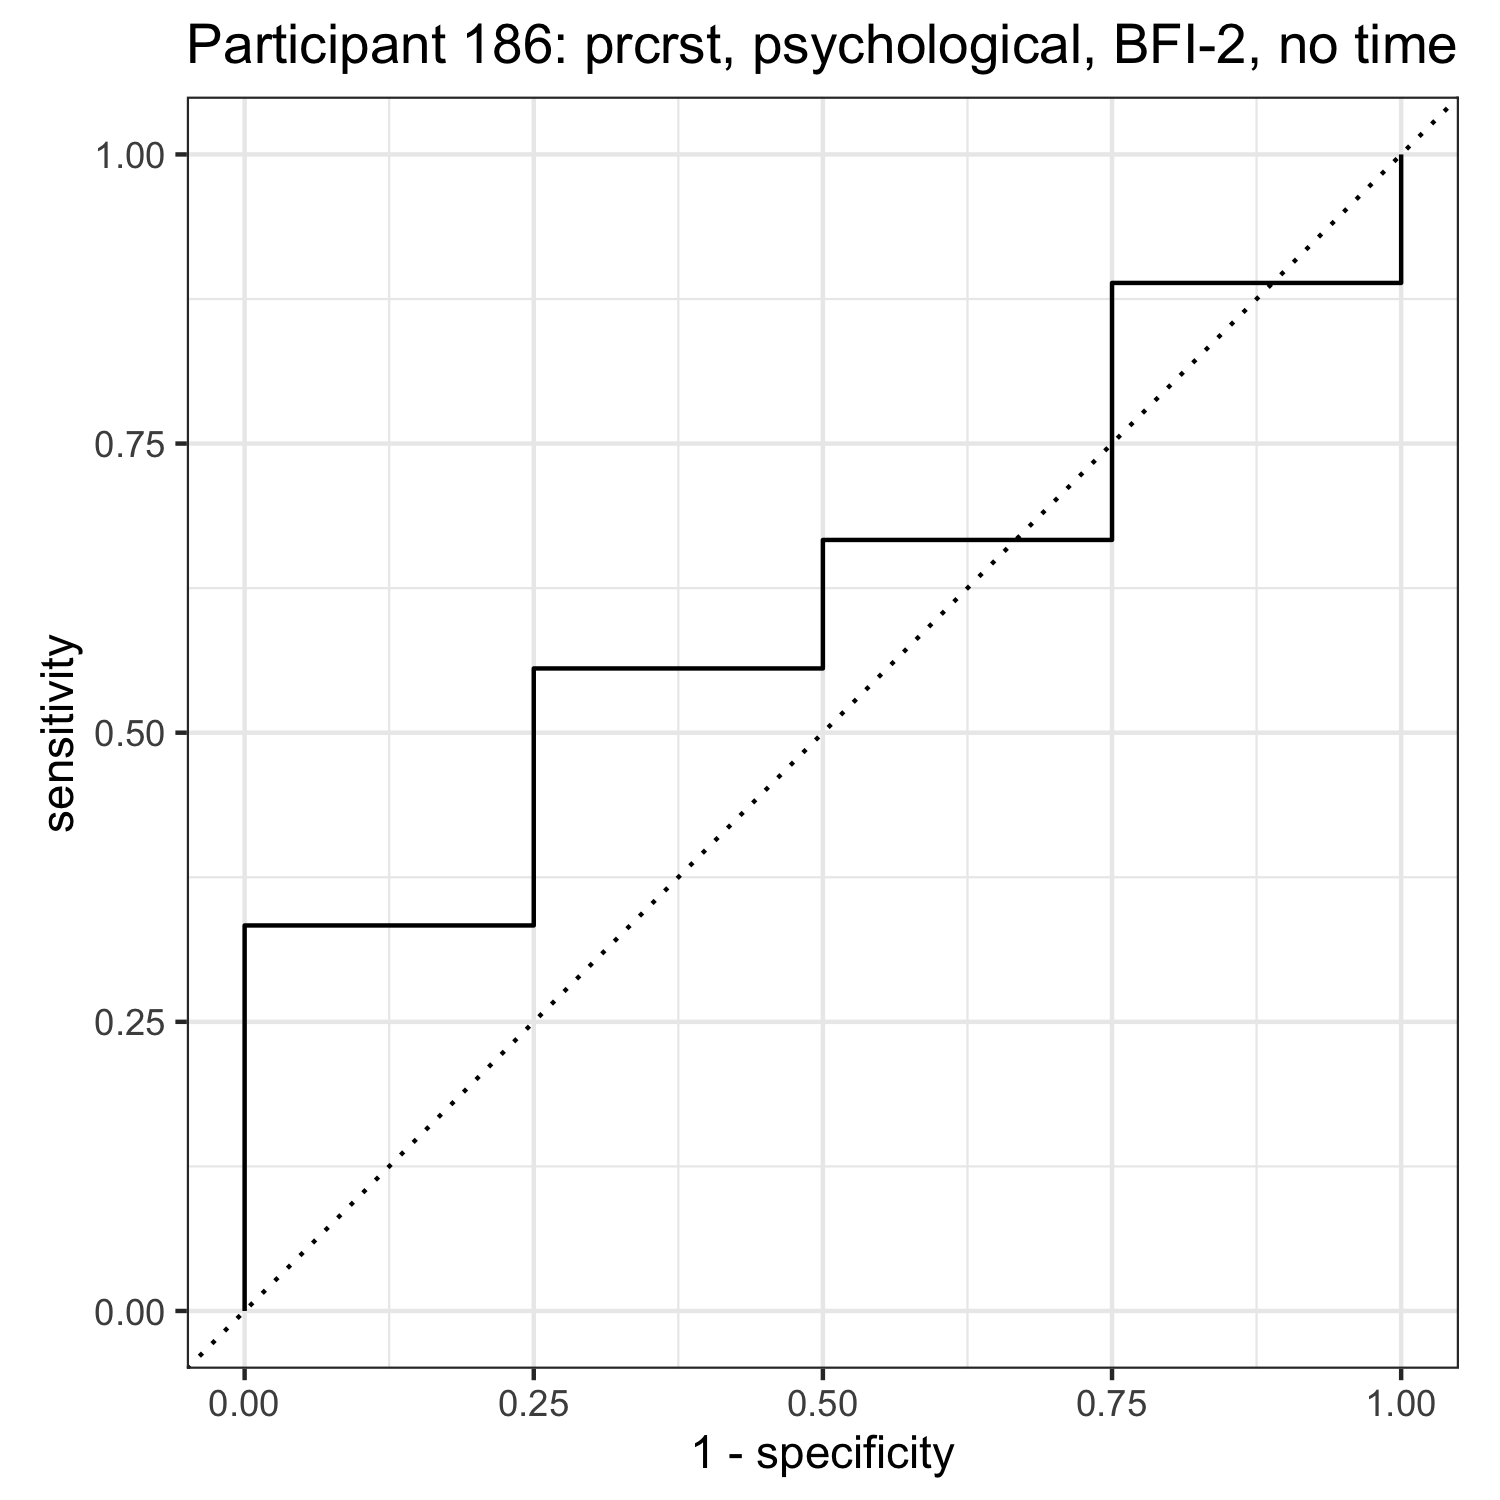 Participant 186: prcrst, psychological, BFI-2, no time
1.00
0.75
0.50
0.25
0.00
sensitivity
0.00 0.25 0.50 0.75 1.00
1 - specificity